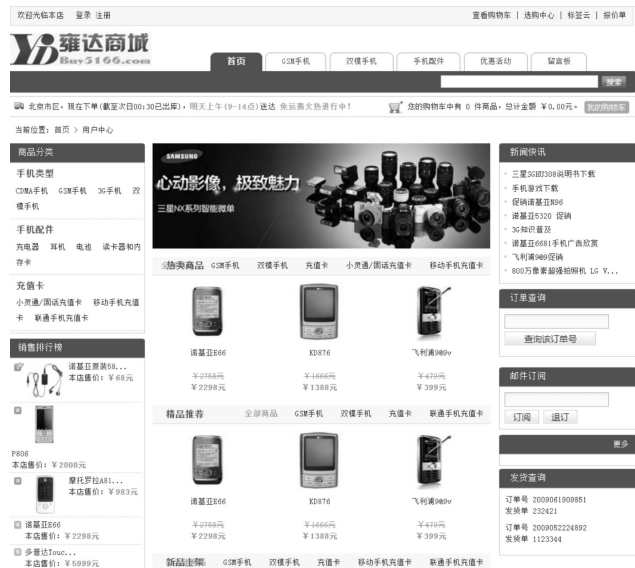 欢迎光临本店 登录 注册
查看购物车 | 选购中心 | 标签云 | 报价单
YD 雍达商城
Buy5166.com
首页 GSM手机 双模手机 手机配件 优惠活动 留言板
搜索
北京市区，现在下单(截至次日00:30已出库)，明天上午(9-14点)送达 免运费火热进行中！
您的购物车中有 0 件商品，总计金额 ￥0.00元。 我的购物车
当前位置: 首页 > 用户中心
商品分类
手机类型
CDMA手机 GSM手机 3G手机 双
模手机
手机配件
充电器 耳机 电池 读卡器和内
存卡
充值卡
小灵通/固话充值卡 移动手机充值
卡 联通手机充值卡
销售排行榜
诺基亚原装58...
本店售价: ￥68元
P806
本店售价: ￥2000元
摩托罗拉A81...
本店售价: ￥983元
诺基亚E66
本店售价: ￥2298元
多普达Touc...
本店售价: ￥5999元
SAMSUNG
心动影像，极致魅力
三星NX系列智能微单
热卖商品 GSM手机 双模手机 充值卡 小灵通/固话充值卡 移动手机充值卡
诺基亚E66 KD876 飞利浦9@9v
￥2758元 ￥1666元 ￥479元
￥2298元 ￥1388元 ￥399元
精品推荐 全部商品 GSM手机 双模手机 充值卡 联通手机充值卡
诺基亚E66 KD876 飞利浦9@9v
￥2758元 ￥1666元 ￥479元
￥2298元 ￥1388元 ￥399元
新品上架 GSM手机 双模手机 充值卡 移动手机充值卡 联通手机充值卡
新闻快讯
三星SGHU308说明书下载
手机游戏下载
促销诺基亚N96
诺基亚5320 促销
3G知识普及
诺基亚6681手机广告欣赏
飞利浦9@9促销
800万像素超强拍照机 LG V...
订单查询
查询该订单号
邮件订阅
订阅 退订
更多
发货查询
订单号 2009061909851
发货单 232421
订单号 2009052224892
发货单 1123344